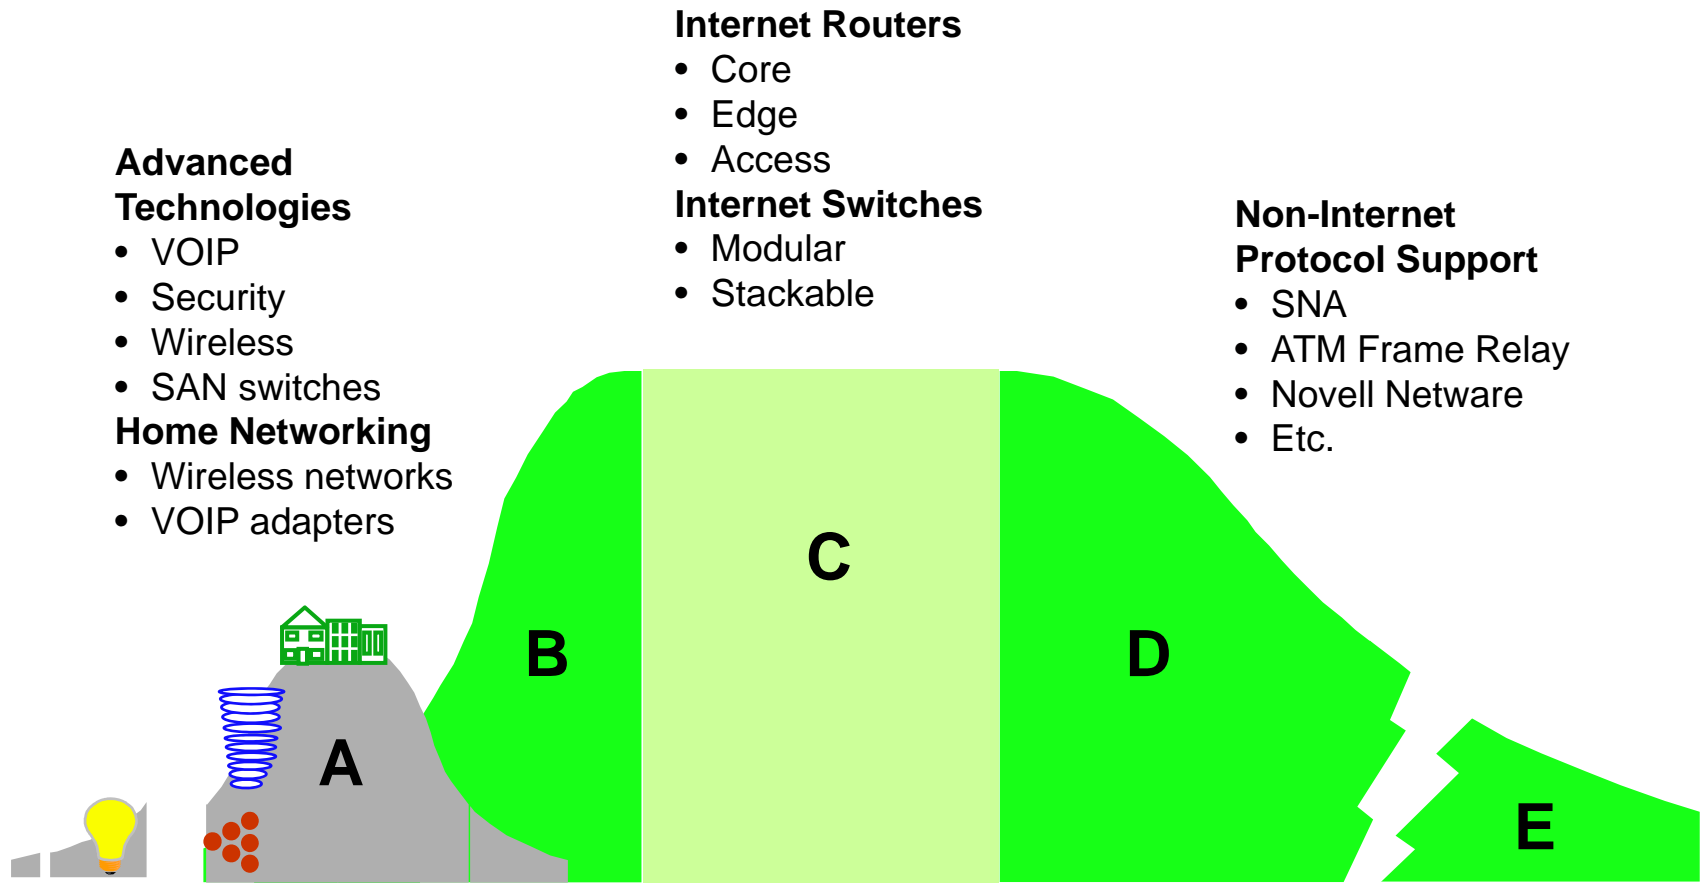 Internet Routers
• Core
• Edge
• Access
Internet Switches
• Modular
• Stackable
Advanced
Technologies
• VOIP
• Security
• Wireless
• SAN switches
Home Networking
• Wireless networks
• VOIP adapters
Non-Internet
Protocol Support
• SNA
• ATM Frame Relay
• Novell Netware
• Etc.
A
B
C
D
E